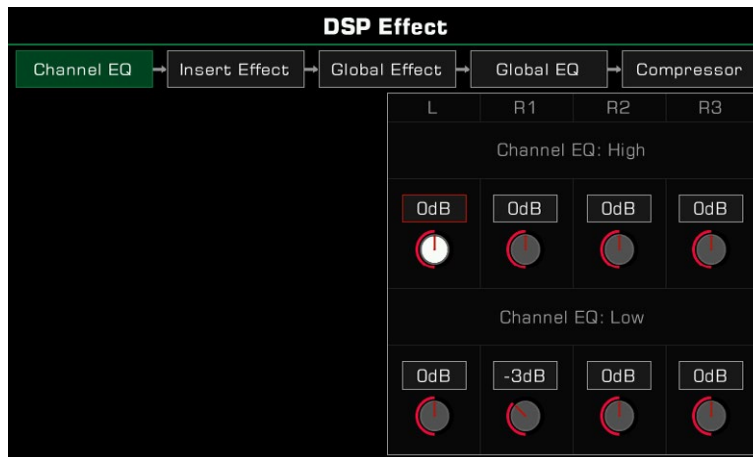 DSP Effect
Channel EQ Insert Effect Global Effect Global EQ Compressor
L R1 R2 R3
Channel EQ: High
0dB 0dB 0dB 0dB
Channel EQ: Low
0dB -3dB 0dB 0dB